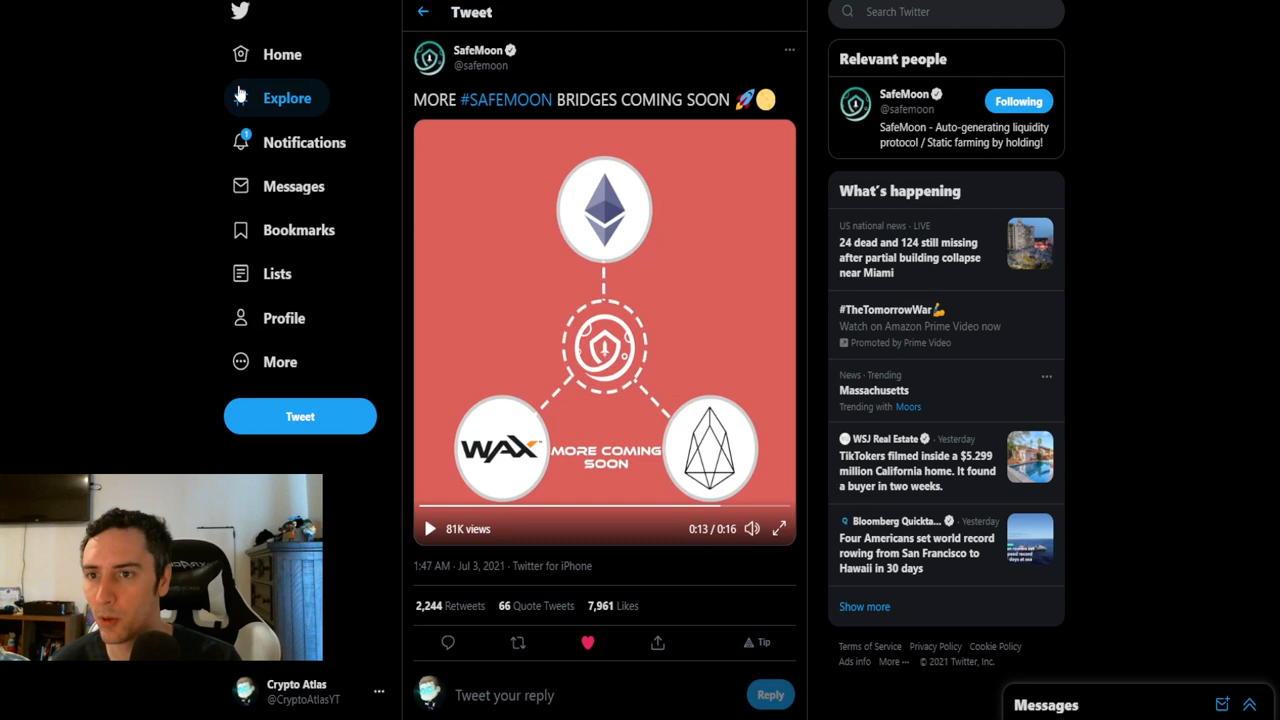 Home
Explore
1
Notifications
Messages
Bookmarks
Lists
Profile
More
Tweet
Crypto Atlas
@CryptoAtlasYT
Tweet
SafeMoon
@safemoon
MORE #SAFEMOON BRIDGES COMING SOON 🚀🌕
WAX
MORE COMING
SOON
81K views
0:13 / 0:16
1:47 AM · Jul 3, 2021 · Twitter for iPhone
2,244 Retweets 66 Quote Tweets 7,961 Likes
Tip
Tweet your reply
Reply
Search Twitter
Relevant people
SafeMoon
@safemoon
Following
SafeMoon - Auto-generating liquidity
protocol / Static farming by holding!
What's happening
US national news · LIVE
24 dead and 124 still missing
after partial building collapse
near Miami
#TheTomorrowWar💪
Watch on Amazon Prime Video now
Promoted by Prime Video
News · Trending
Massachusetts
Trending with Moors
WSJ Real Estate · Yesterday
TikTokers filmed inside a $5.299
million California home. It found
a buyer in two weeks.
Bloomberg Quickta... · Yesterday
Four Americans set world record
rowing from San Francisco to
Hawaii in 30 days
Show more
Terms of Service Privacy Policy Cookie Policy
Ads info More ··· © 2021 Twitter, Inc.
Messages